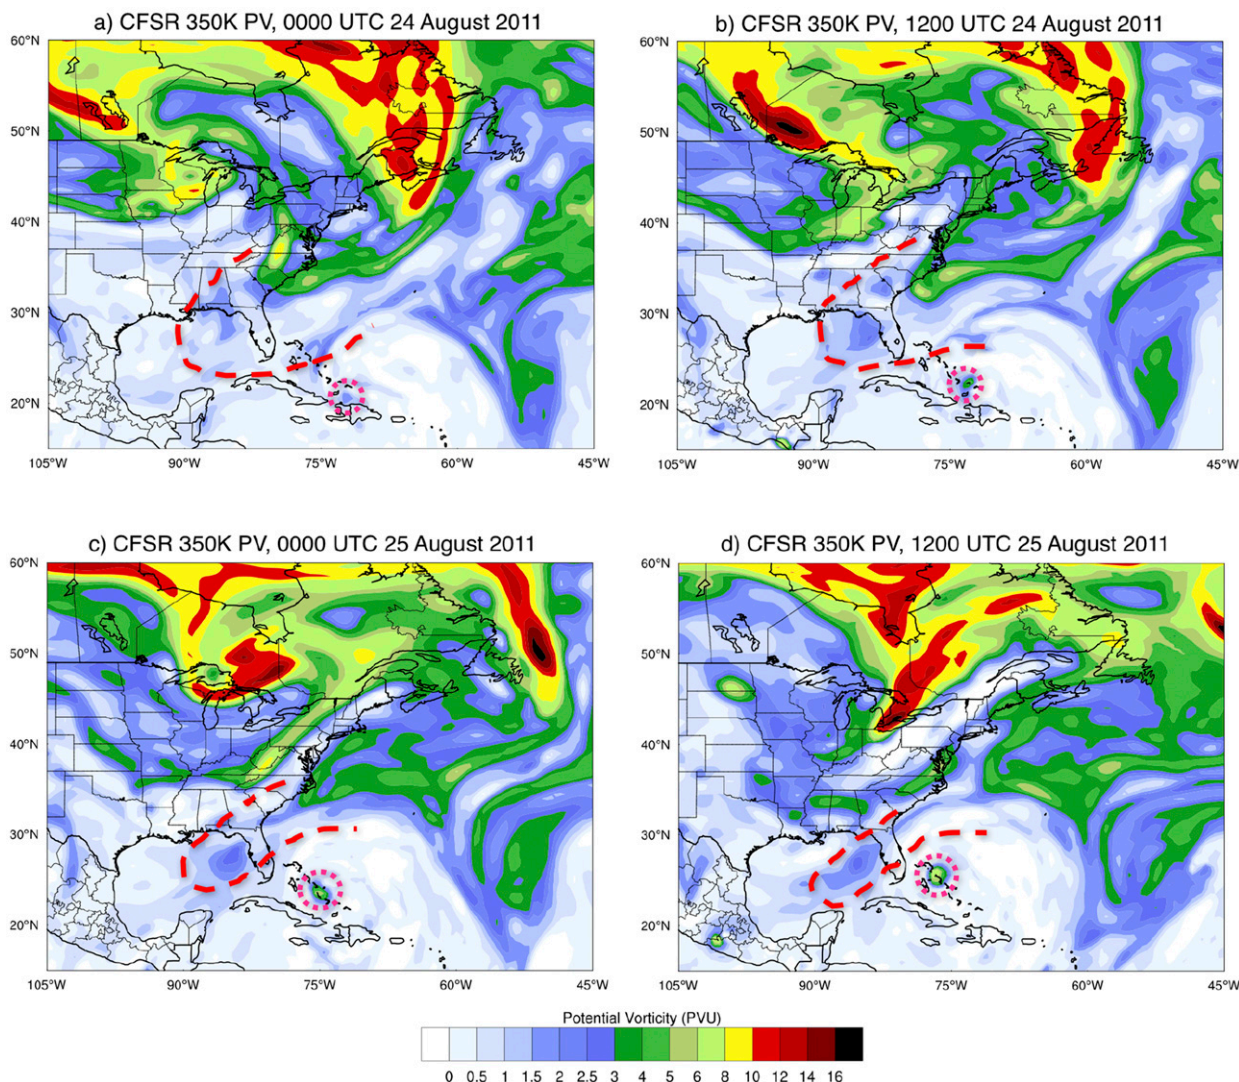 a) CFSR 350K PV, 0000 UTC 24 August 2011
b) CFSR 350K PV, 1200 UTC 24 August 2011
60°N
50°N
40°N
30°N
20°N
105°W 90°W 75°W 60°W 45°W
60°N
50°N
40°N
30°N
20°N
105°W 90°W 75°W 60°W 45°W
c) CFSR 350K PV, 0000 UTC 25 August 2011
d) CFSR 350K PV, 1200 UTC 25 August 2011
60°N
50°N
40°N
30°N
20°N
105°W 90°W 75°W 60°W 45°W
60°N
50°N
40°N
30°N
20°N
105°W 90°W 75°W 60°W 45°W
Potential Vorticity (PVU)
0 0.5 1 1.5 2 2.5 3 4 5 6 8 10 12 14 16